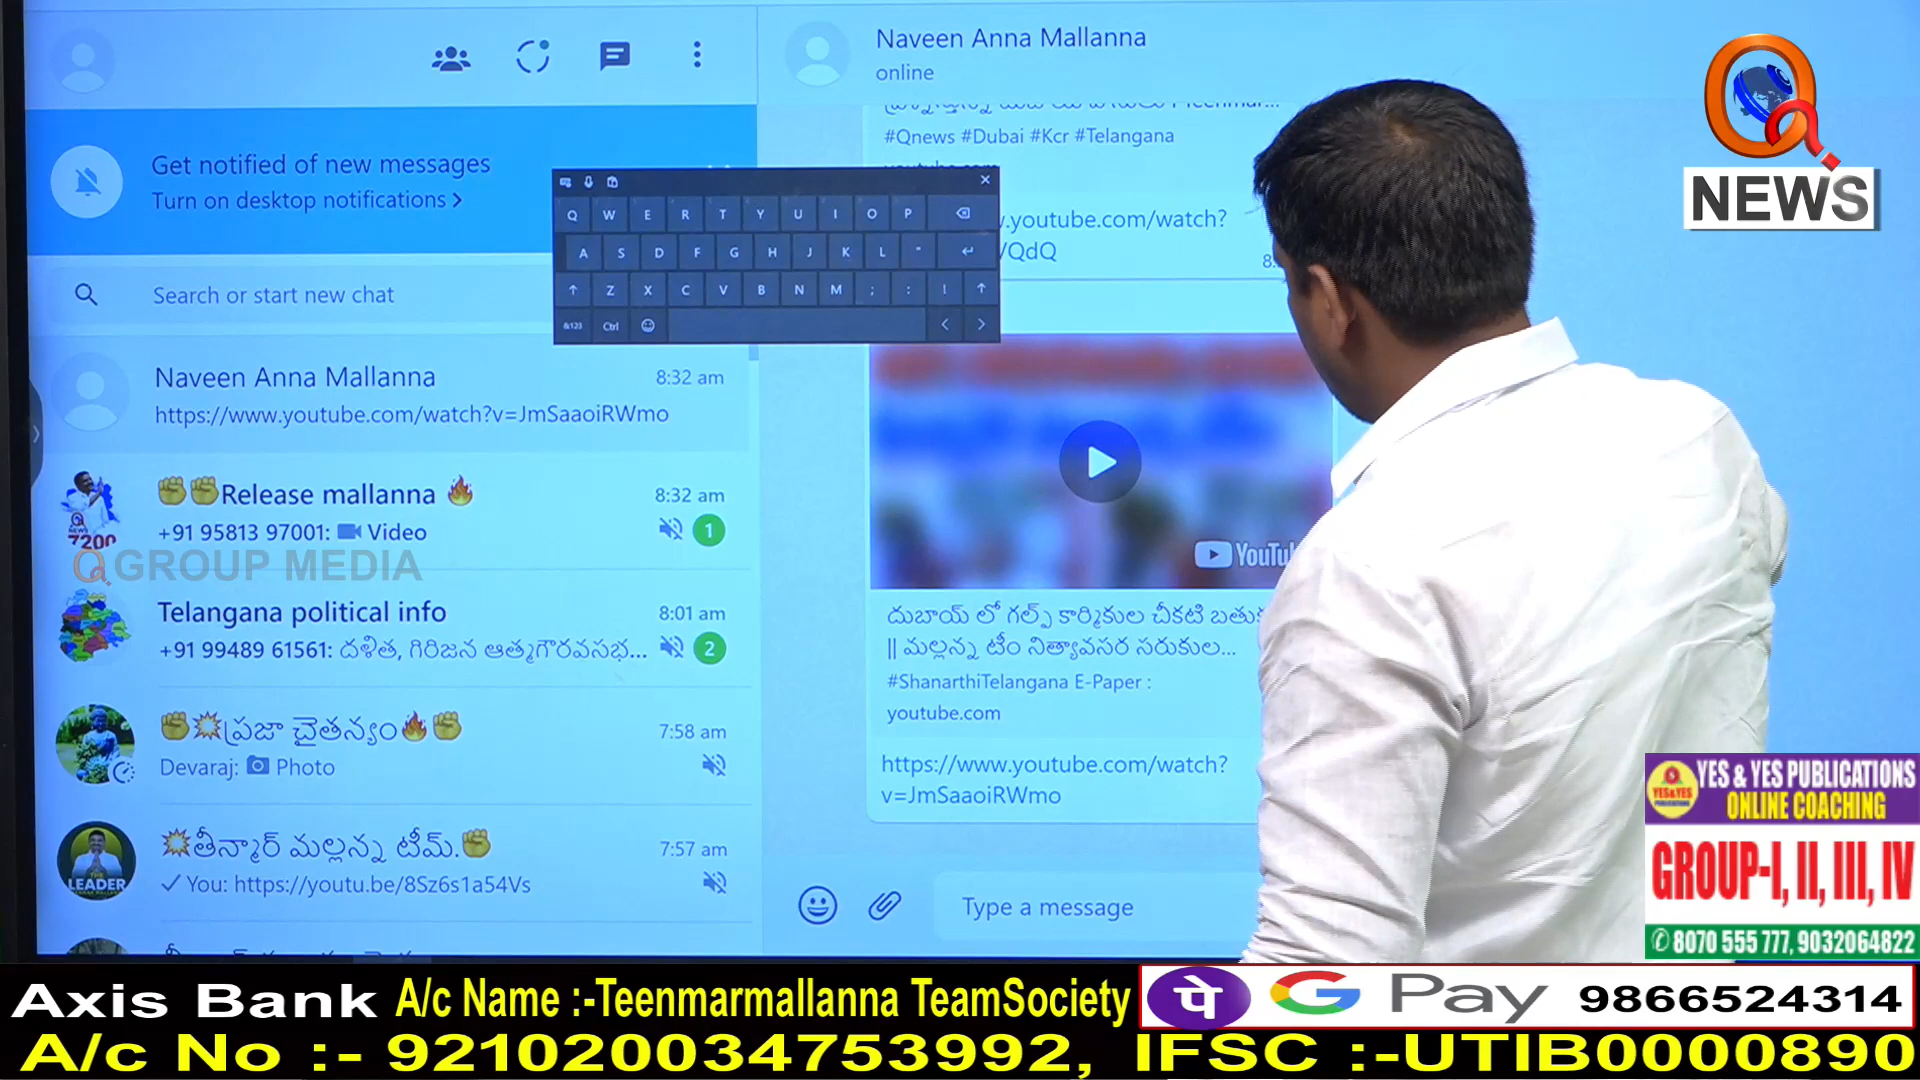 Naveen Anna Mallanna
online
#Qnews #Dubai #Kcr #Telangana
.youtube.com/watch?
VQdQ
Get notified of new messages
Turn on desktop notifications >
Search or start new chat
Q W E R T Y U I O P
A S D F G H J K L "
Z X C V B N M ; : !
&123 Ctrl
Naveen Anna Mallanna 8:32 am
https://www.youtube.com/watch?v=JmSaaoiRWmo
✊✊Release mallanna 🔥 8:32 am
+91 95813 97001: Video 1
NEWS
7200
Q GROUP MEDIA
Telangana political info 8:01 am
+91 99489 61561: దళిత, గిరిజన ఆత్మగౌరవసభ... 2
✊💥ప్రజా చైతన్యం🔥✊ 7:58 am
Devaraj: Photo
💥తీన్మార్ మల్లన్న టీమ్.✊ 7:57 am
You: https://youtu.be/8Sz6s1a54Vs
LEADER
దుబాయ్ లో గల్ఫ్ కార్మికుల చీకటి
|| మల్లన్న టీం నిత్యావసర సరుకుల...
#ShanarthiTelangana E-Paper :
youtube.com
https://www.youtube.com/watch?
v=JmSaaoiRWmo
Type a message
Q
NEWS
YES & YES PUBLICATIONS
ONLINE COACHING
YES&YES
GROUP-I, II, III, IV
8070 555 777, 9032064822
Axis Bank A/c Name :-Teenmarmallanna TeamSociety पे G Pay 9866524314
A/c No :- 921020034753992, IFSC :-UTIB0000890